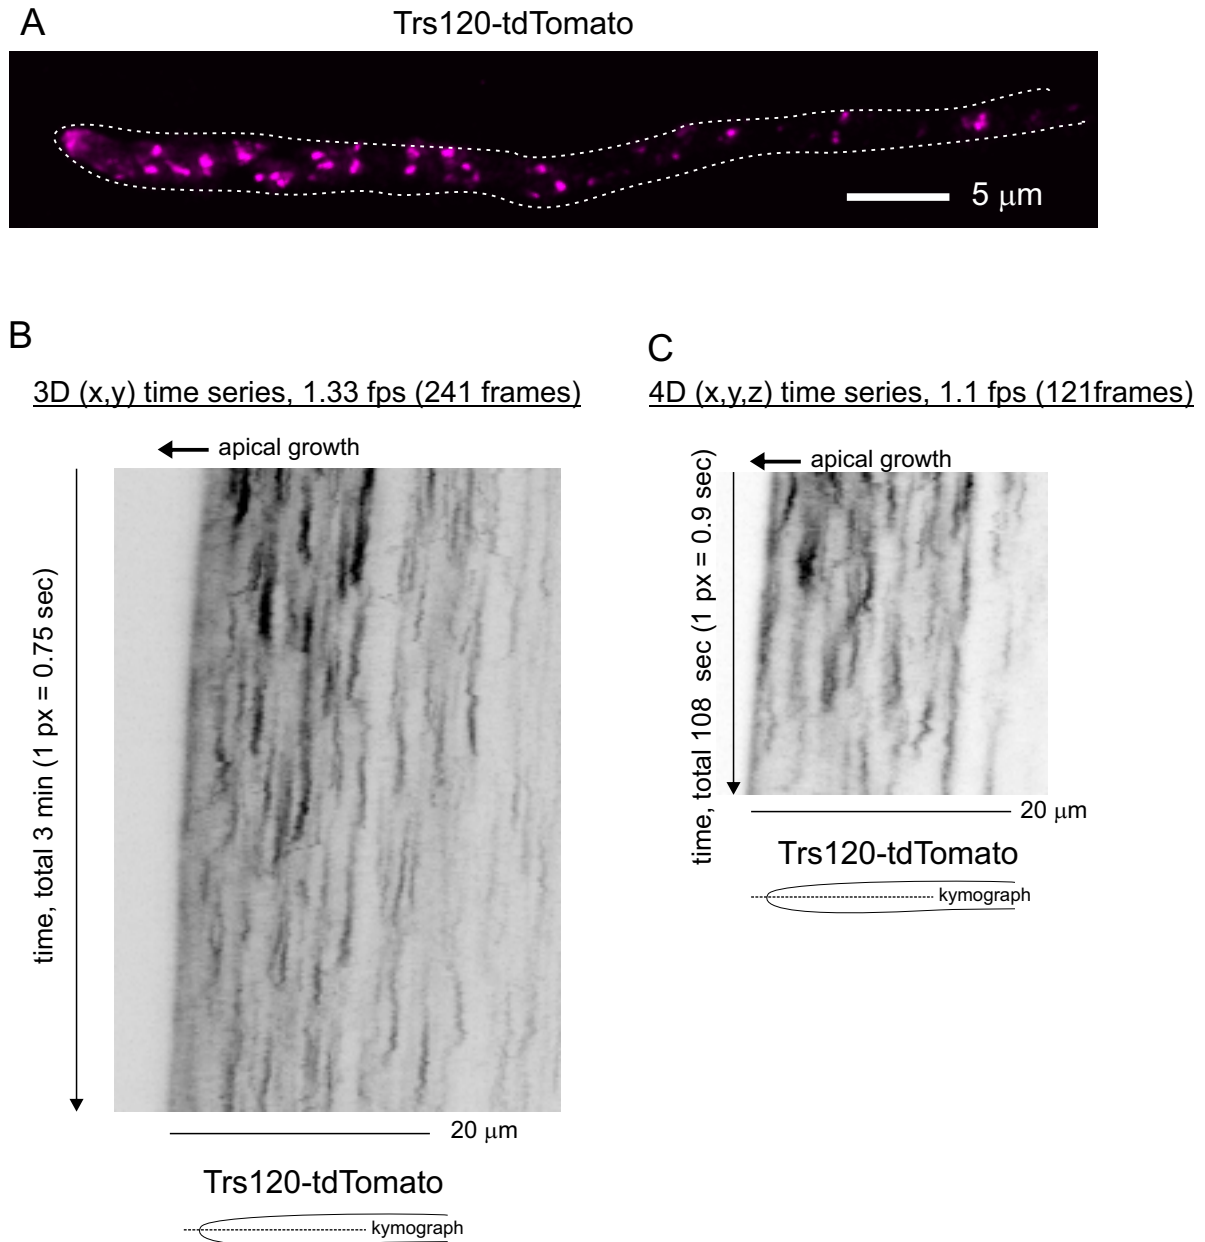 A
Trs120-tdTomato
5 μm
B
3D (x,y) time series, 1.33 fps (241 frames)
apical growth
time, total 3 min (1 px = 0.75 sec)
20 μm
Trs120-tdTomato
kymograph
C
4D (x,y,z) time series, 1.1 fps (121frames)
apical growth
time, total 108  sec (1 px = 0.9 sec)
20 μm
Trs120-tdTomato
kymograph